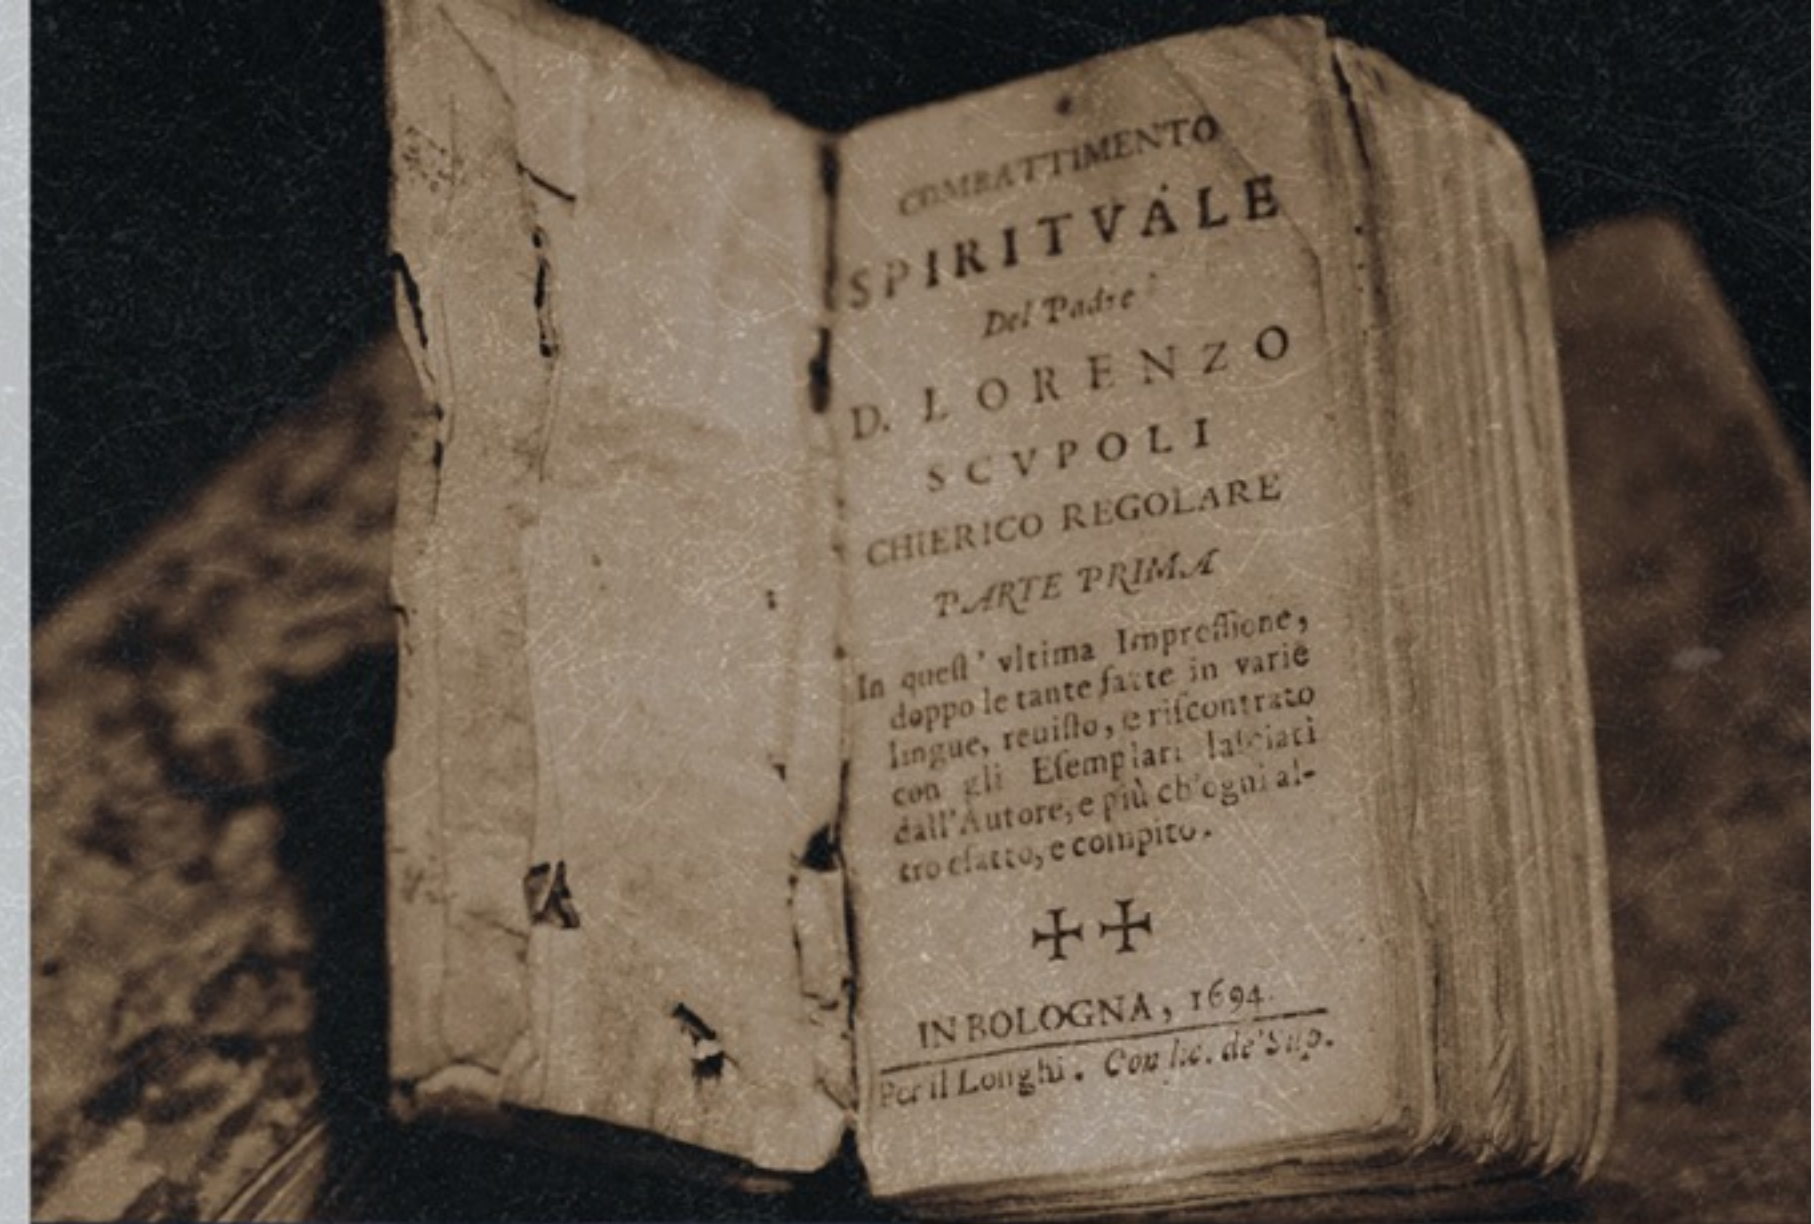 COMBATTIMENTO
SPIRITVALE
Del Padre
D. LORENZO
SCVPOLI
CHIERICO REGOLARE
PARTE PRIMA
In queſt' vltima Impreſſione,
doppo le tante fatte in varie
lingue, reuiſto, e riſcontrato
con gli Eſemplari laſciati
dall'Autore, e più ch'ogni al-
tro eſatto, e compito.
IN BOLOGNA, 1694.
Per il Longhi. Con lic. de' Sup.